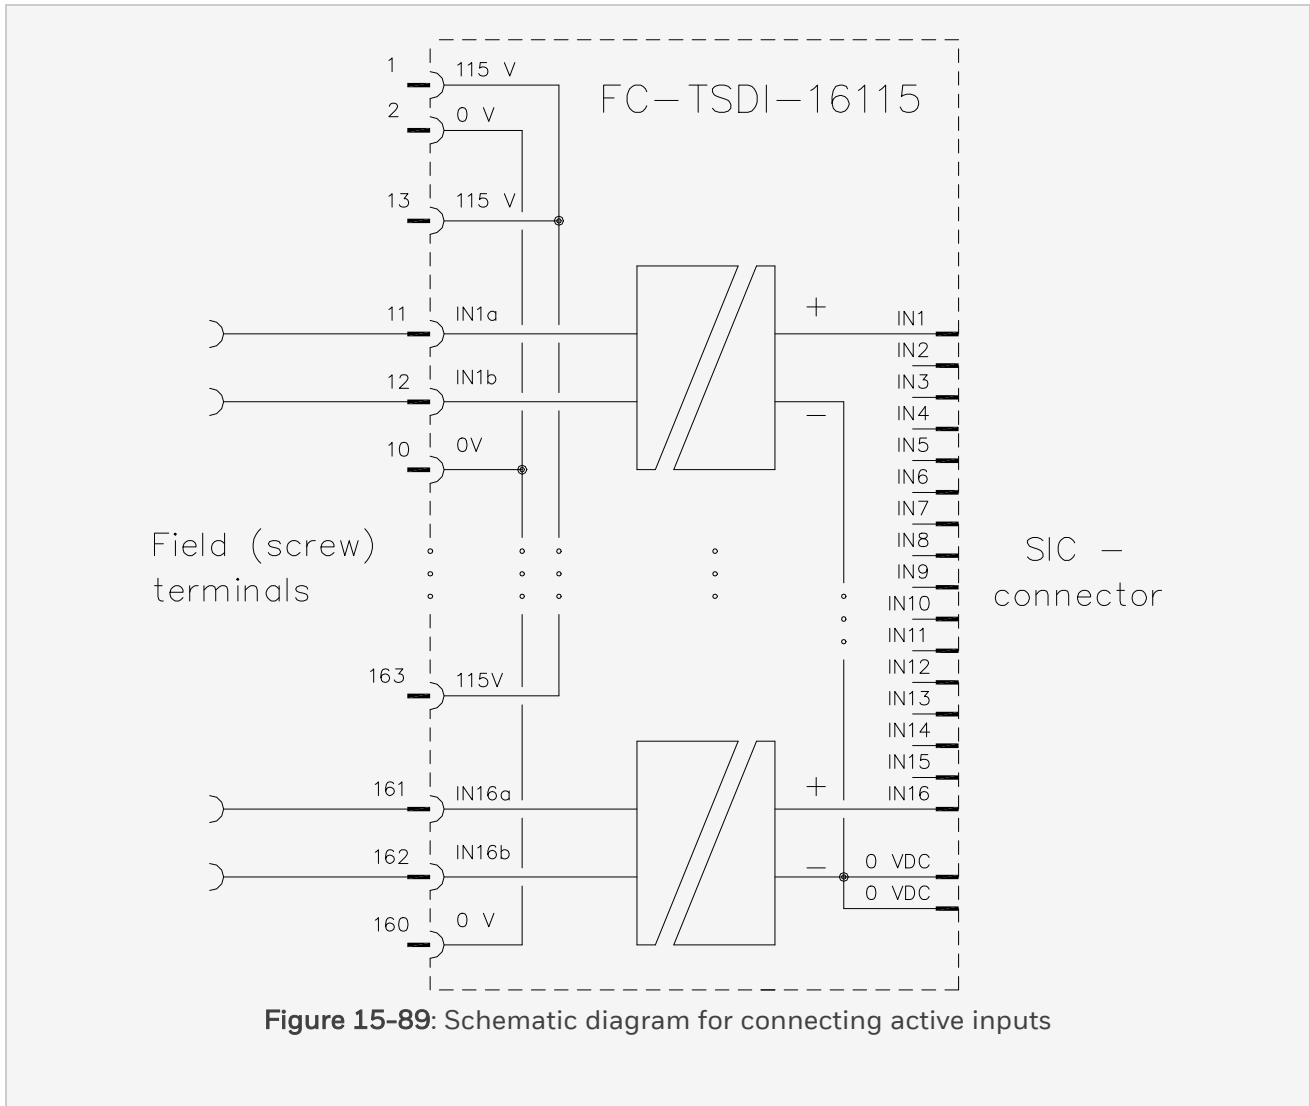 1
115 V
FC-TSDI-16115
2
0 V
13
115 V
11
IN1a
+
IN1
IN2
12
IN1b
IN3
–
IN4
10
0V
IN5
IN6
IN7
Field (screw)
terminals
IN8
SIC -
connector
IN9
IN10
IN11
163
115V
IN12
IN13
IN14
IN15
161
IN16a
+
IN16
162
IN16b
–
0 VDC
0 VDC
160
0 V
Figure 15-89: Schematic diagram for connecting active inputs